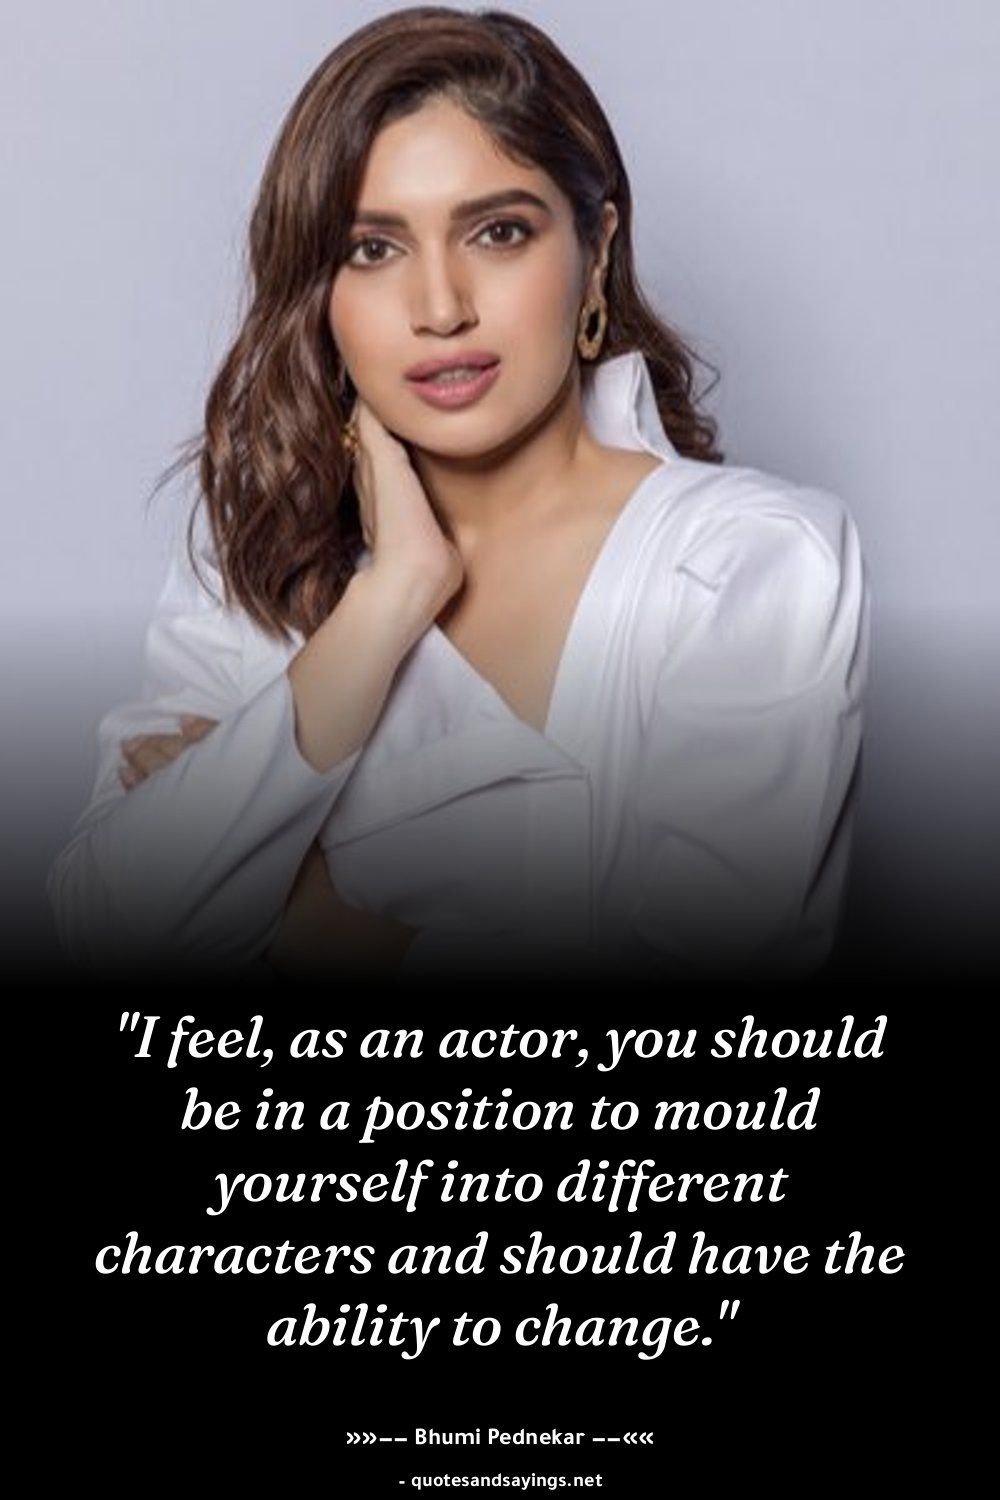 "I feel, as an actor, you should
be in a position to mould
yourself into different
characters and should have the
ability to change."
»»−− Bhumi Pednekar −−««
- quotesandsayings.net